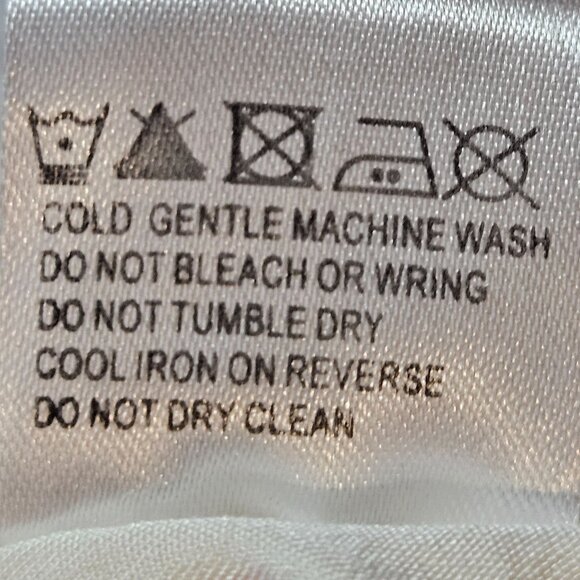 COLD GENTLE MACHINE WASH
DO NOT BLEACH OR WRING
DO NOT TUMBLE DRY
COOL IRON ON REVERSE
DO NOT DRY CLEAN